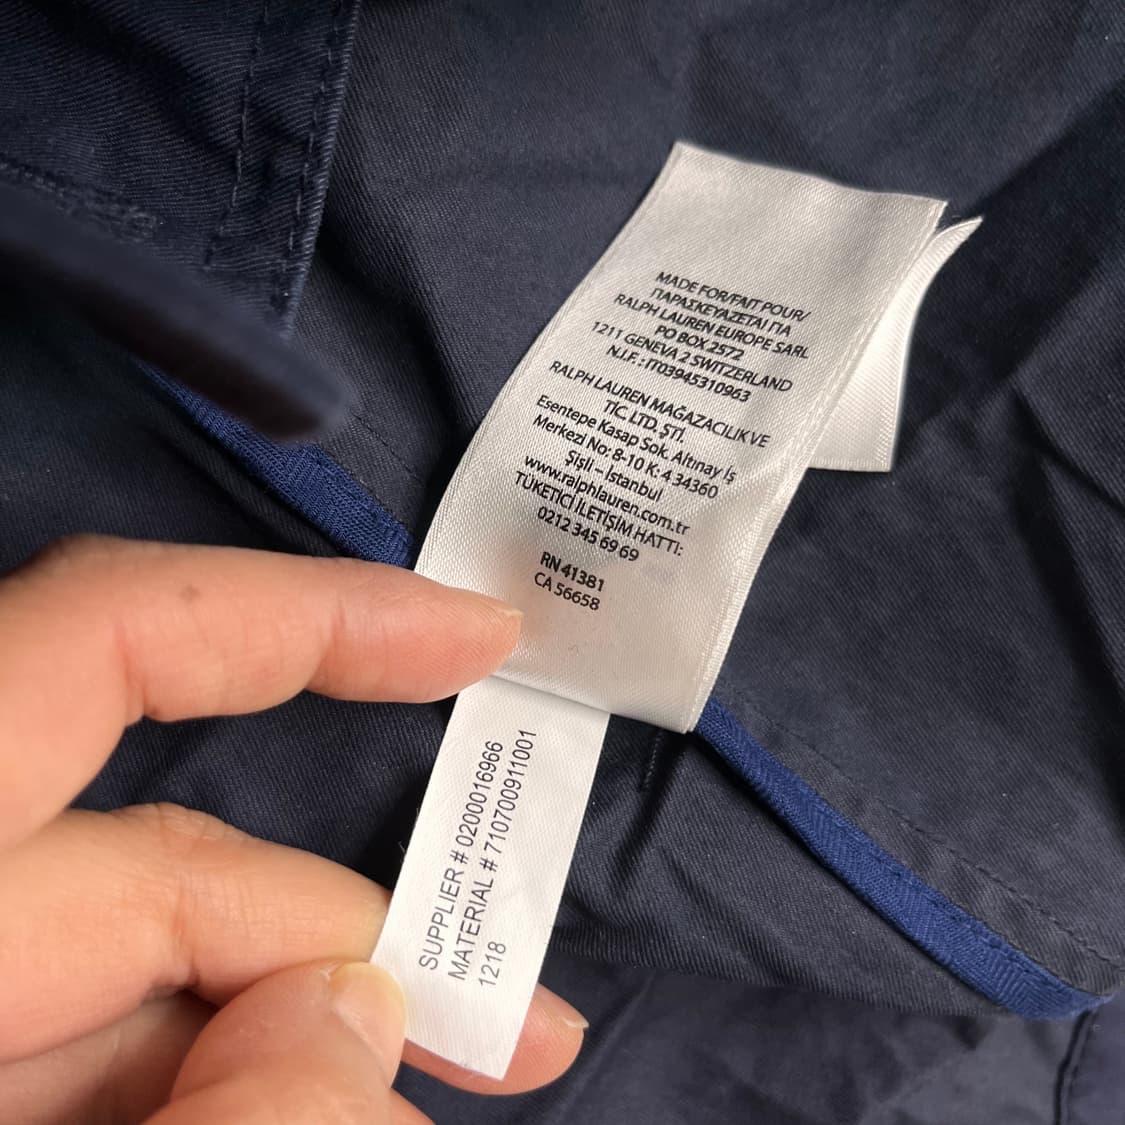 MADE FOR/FAIT POUR/
ΠΑΡΑΣΚΕΥΑΖΕΤΑΙ ΓΙΑ
RALPH LAUREN EUROPE SARL
PO BOX 2572
1211 GENEVA 2 SWITZERLAND
N.I.F. : IT03945310963
RALPH LAUREN MAĞAZACILIK VE
TİC. LTD. ŞTİ.
Esentepe Kasap Sok. Altınay İş
Merkezi No: 8-10 K: 4 34360
Şişli – İstanbul
www.ralphlauren.com.tr
TÜKETİCİ İLETİŞİM HATTI:
0212 345 69 69
RN 41381
CA 56658
SUPPLIER # 0200016966
MATERIAL # 710700911001
1218